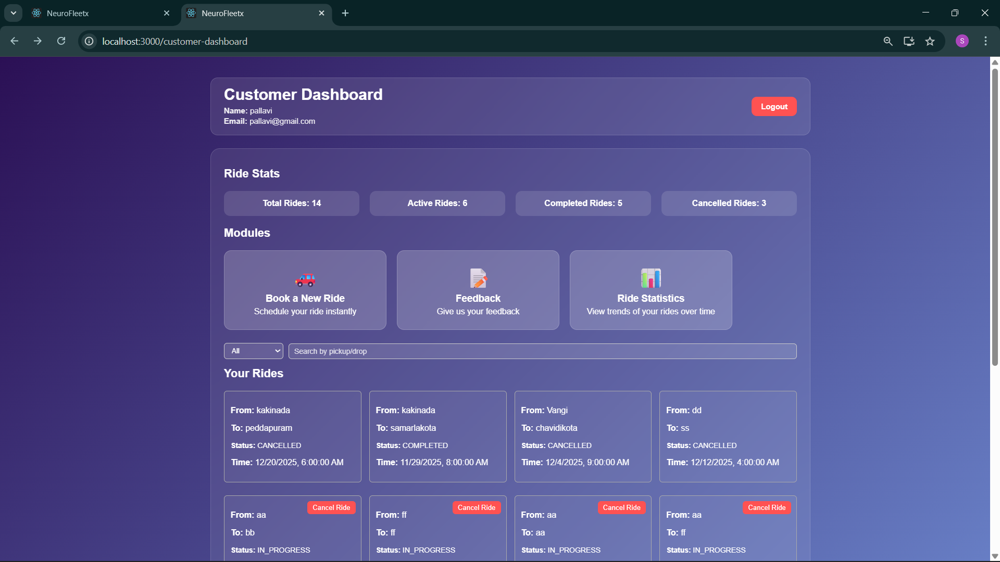 NeuroFleetx
NeuroFleetx
localhost:3000/customer-dashboard
S
Customer Dashboard
Name: pallavi
Email: pallavi@gmail.com
Logout
Ride Stats
Total Rides: 14
Active Rides: 6
Completed Rides: 5
Cancelled Rides: 3
Modules
Book a New Ride
Schedule your ride instantly
Feedback
Give us your feedback
Ride Statistics
View trends of your rides over time
All
Search by pickup/drop
Your Rides
From: kakinada
To: peddapuram
Status: CANCELLED
Time: 12/20/2025, 6:00:00 AM
From: kakinada
To: samarlakota
Status: COMPLETED
Time: 11/29/2025, 8:00:00 AM
From: Vangi
To: chavidikota
Status: CANCELLED
Time: 12/4/2025, 9:00:00 AM
From: dd
To: ss
Status: CANCELLED
Time: 12/12/2025, 4:00:00 AM
Cancel Ride
From: aa
To: bb
Status: IN_PROGRESS
Cancel Ride
From: ff
To: ff
Status: IN_PROGRESS
Cancel Ride
From: aa
To: aa
Status: IN_PROGRESS
Cancel Ride
From: aa
To: ff
Status: IN_PROGRESS